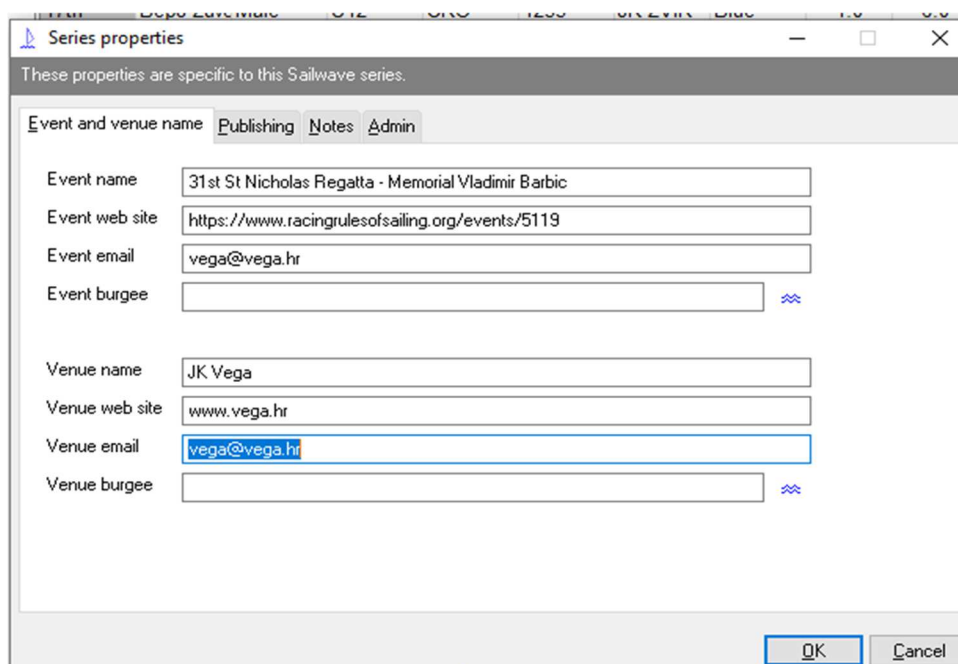 Series properties
These properties are specific to this Sailwave series.
Event and venue name Publishing Notes Admin
Event name 31st St Nicholas Regatta - Memorial Vladimir Barbic
Event web site https://www.racingrulesofsailing.org/events/5119
Event email vega@vega.hr
Event burgee
Venue name JK Vega
Venue web site www.vega.hr
Venue email vega@vega.hr
Venue burgee
OK Cancel